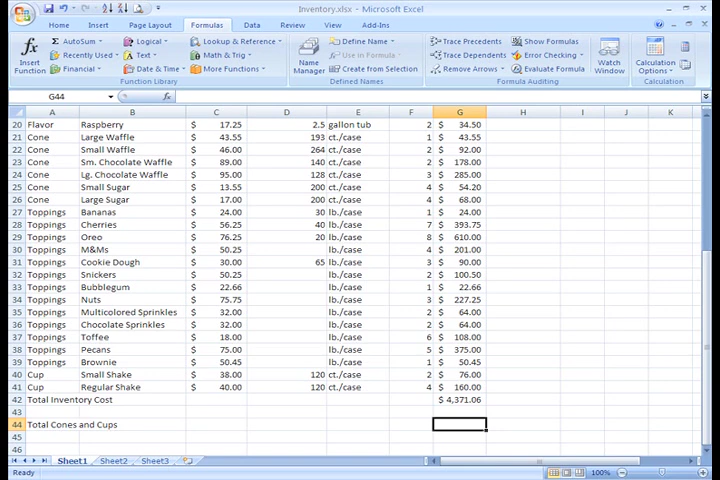 Inventory.xlsx - Microsoft Excel
Home Insert Page Layout Formulas Data Review View Add-Ins
AutoSum Logical Lookup & Reference Define Name Trace Precedents Show Formulas
Recently Used Text Math & Trig Use in Formula Trace Dependents Error Checking
Financial Date & Time More Functions Create from Selection Remove Arrows Evaluate Formula
Insert Function Name Manager Watch Window Calculation Options
Function Library Defined Names Formula Auditing Calculation
G44 fx
A B C D E F G H I J K
20 Flavor Raspberry $ 17.25 2.5 gallon tub 2 $ 34.50
21 Cone Large Waffle $ 43.55 193 ct./case 1 $ 43.55
22 Cone Small Waffle $ 46.00 264 ct./case 2 $ 92.00
23 Cone Sm. Chocolate Waffle $ 89.00 140 ct./case 2 $ 178.00
24 Cone Lg. Chocolate Waffle $ 95.00 128 ct./case 3 $ 285.00
25 Cone Small Sugar $ 13.55 200 ct./case 4 $ 54.20
26 Cone Large Sugar $ 17.00 200 ct./case 4 $ 68.00
27 Toppings Bananas $ 24.00 30 lb./case 1 $ 24.00
28 Toppings Cherries $ 56.25 40 lb./case 7 $ 393.75
29 Toppings Oreo $ 76.25 20 lb./case 8 $ 610.00
30 Toppings M&Ms $ 50.25 lb./case 4 $ 201.00
31 Toppings Cookie Dough $ 30.00 65 lb./case 3 $ 90.00
32 Toppings Snickers $ 50.25 lb./case 2 $ 100.50
33 Toppings Bubblegum $ 22.66 lb./case 1 $ 22.66
34 Toppings Nuts $ 75.75 lb./case 3 $ 227.25
35 Toppings Multicolored Sprinkles $ 32.00 lb./case 2 $ 64.00
36 Toppings Chocolate Sprinkles $ 32.00 lb./case 2 $ 64.00
37 Toppings Toffee $ 18.00 lb./case 6 $ 108.00
38 Toppings Pecans $ 75.00 lb./case 5 $ 375.00
39 Toppings Brownie $ 50.45 lb./case 1 $ 50.45
40 Cup Small Shake $ 38.00 120 ct./case 2 $ 76.00
41 Cup Regular Shake $ 40.00 120 ct./case 4 $ 160.00
42 Total Inventory Cost $ 4,371.06
43
44 Total Cones and Cups
45
46
Sheet1 Sheet2 Sheet3
Ready 100%